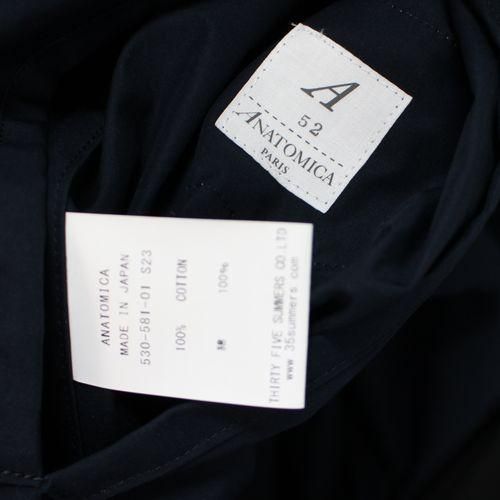 A
52
ANATOMICA
PARIS
ANATOMICA
MADE IN JAPAN
530-581-01 S23
100% COTTON
100%
THIRTY FIVE SUMMERS CO.LTD
www 35summers com